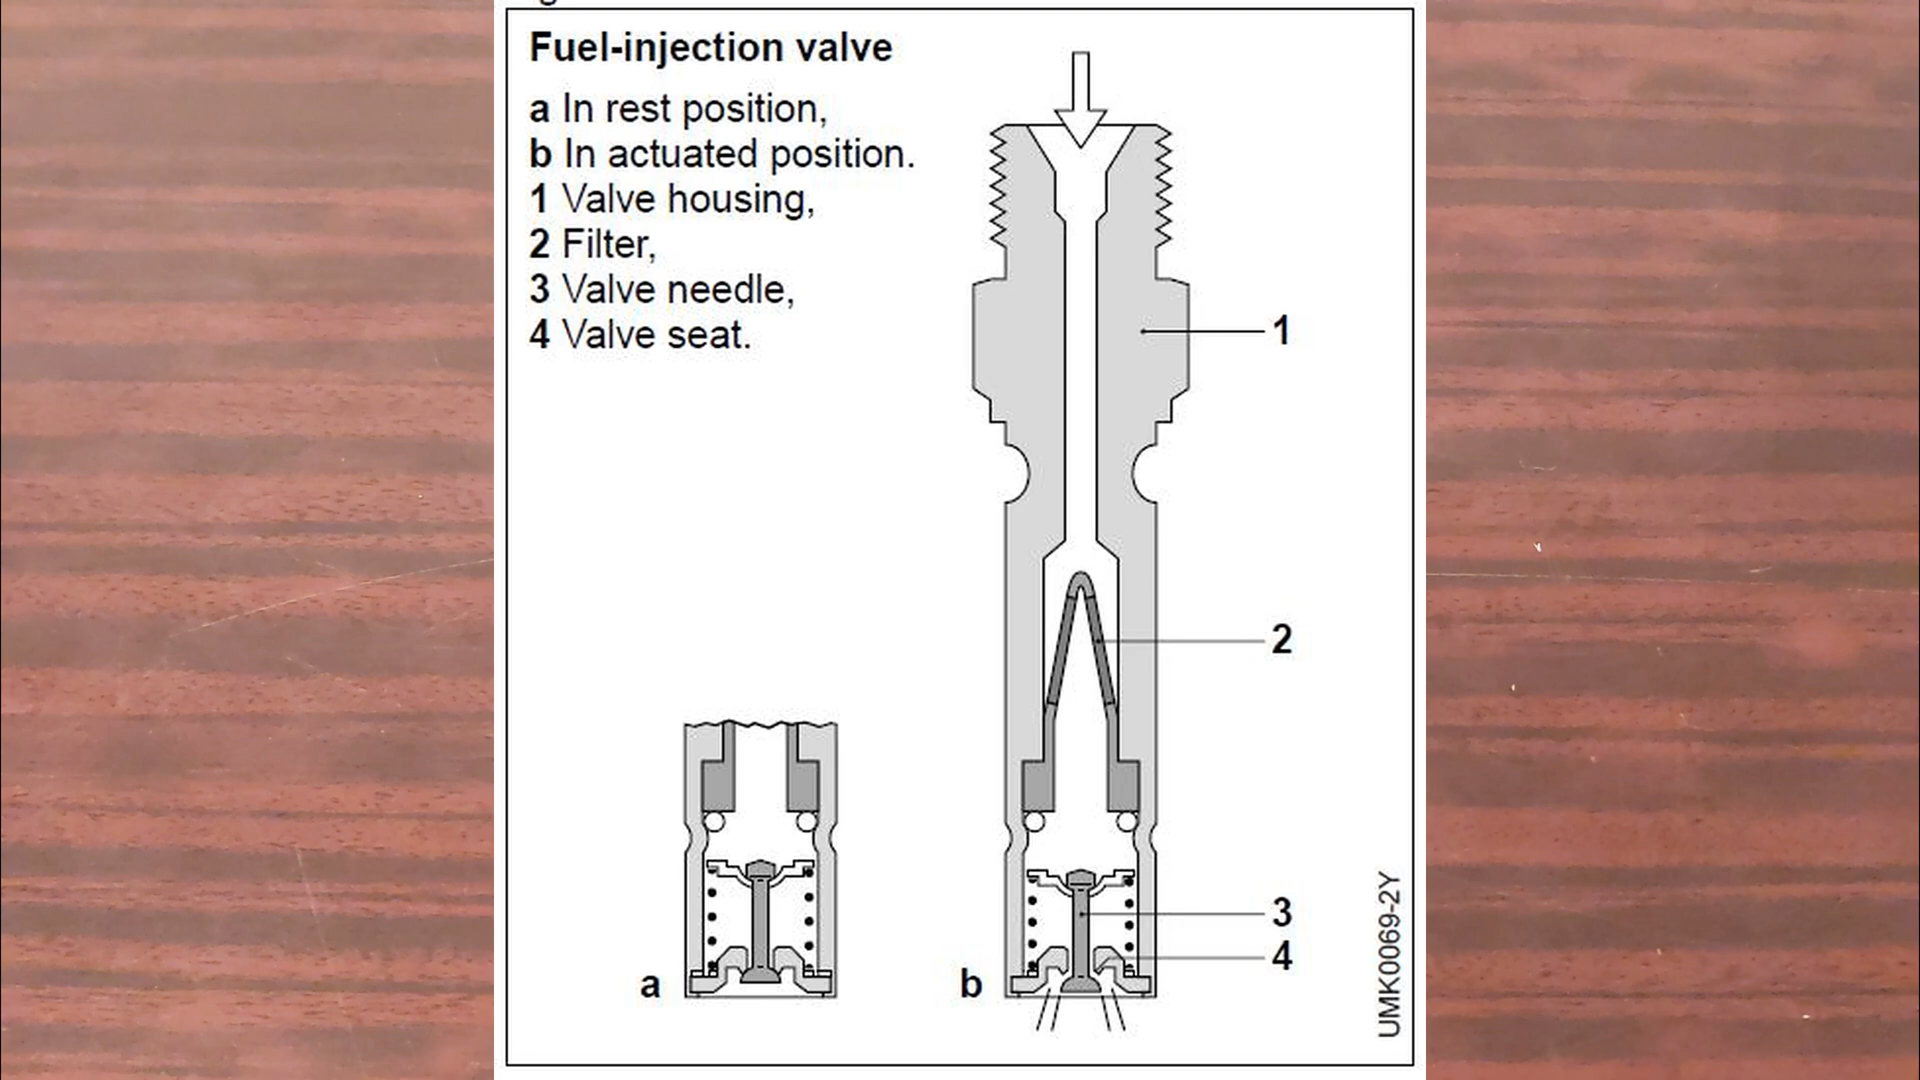 Fuel-injection valve
a In rest position,
b In actuated position.
1 Valve housing,
2 Filter,
3 Valve needle,
4 Valve seat.
1
2
3
4
a
b
UMK0069-2Y